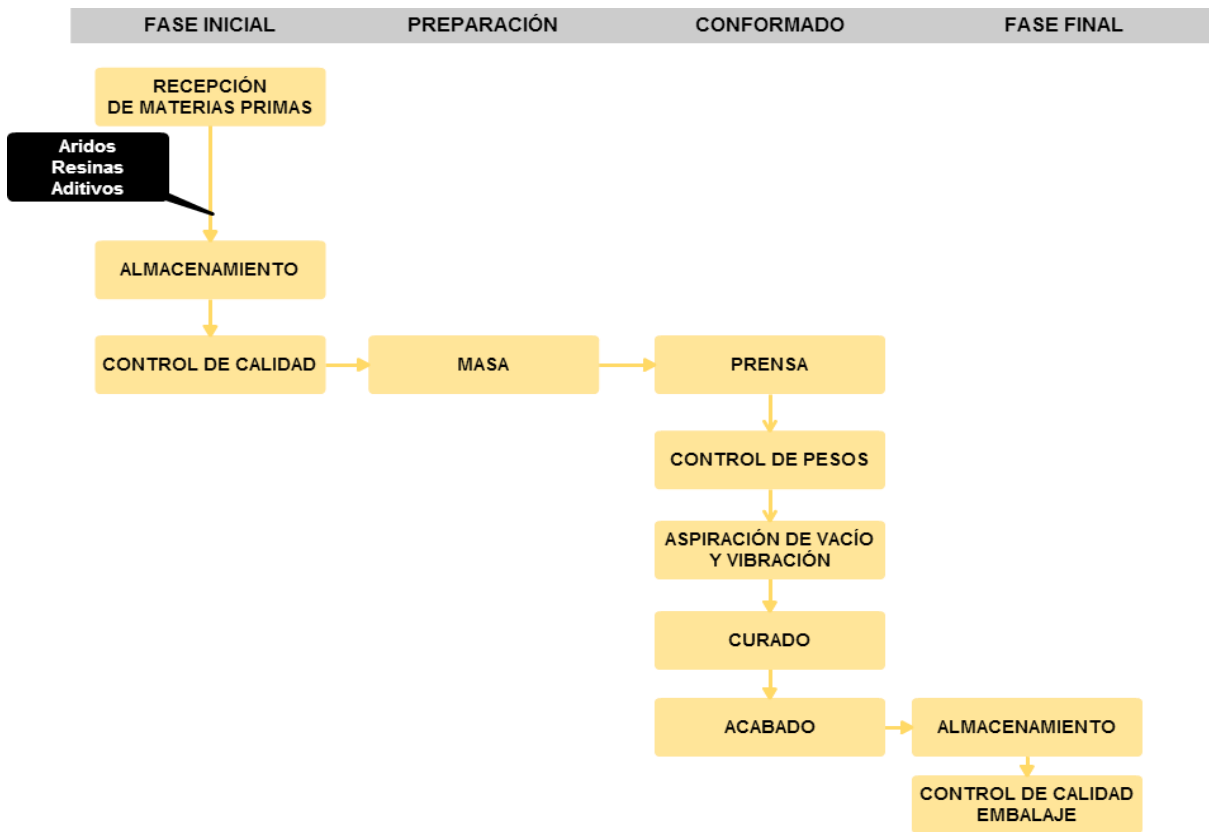 FASE INICIAL
PREPARACIÓN
CONFORMADO
FASE FINAL
RECEPCIÓN
DE MATERIAS PRIMAS
Aridos
Resinas
Aditivos
ALMACENAMIENTO
CONTROL DE CALIDAD
MASA
PRENSA
CONTROL DE PESOS
ASPIRACIÓN DE VACÍO
Y VIBRACIÓN
CURADO
ACABADO
ALMACENAMIENTO
CONTROL DE CALIDAD
EMBALAJE